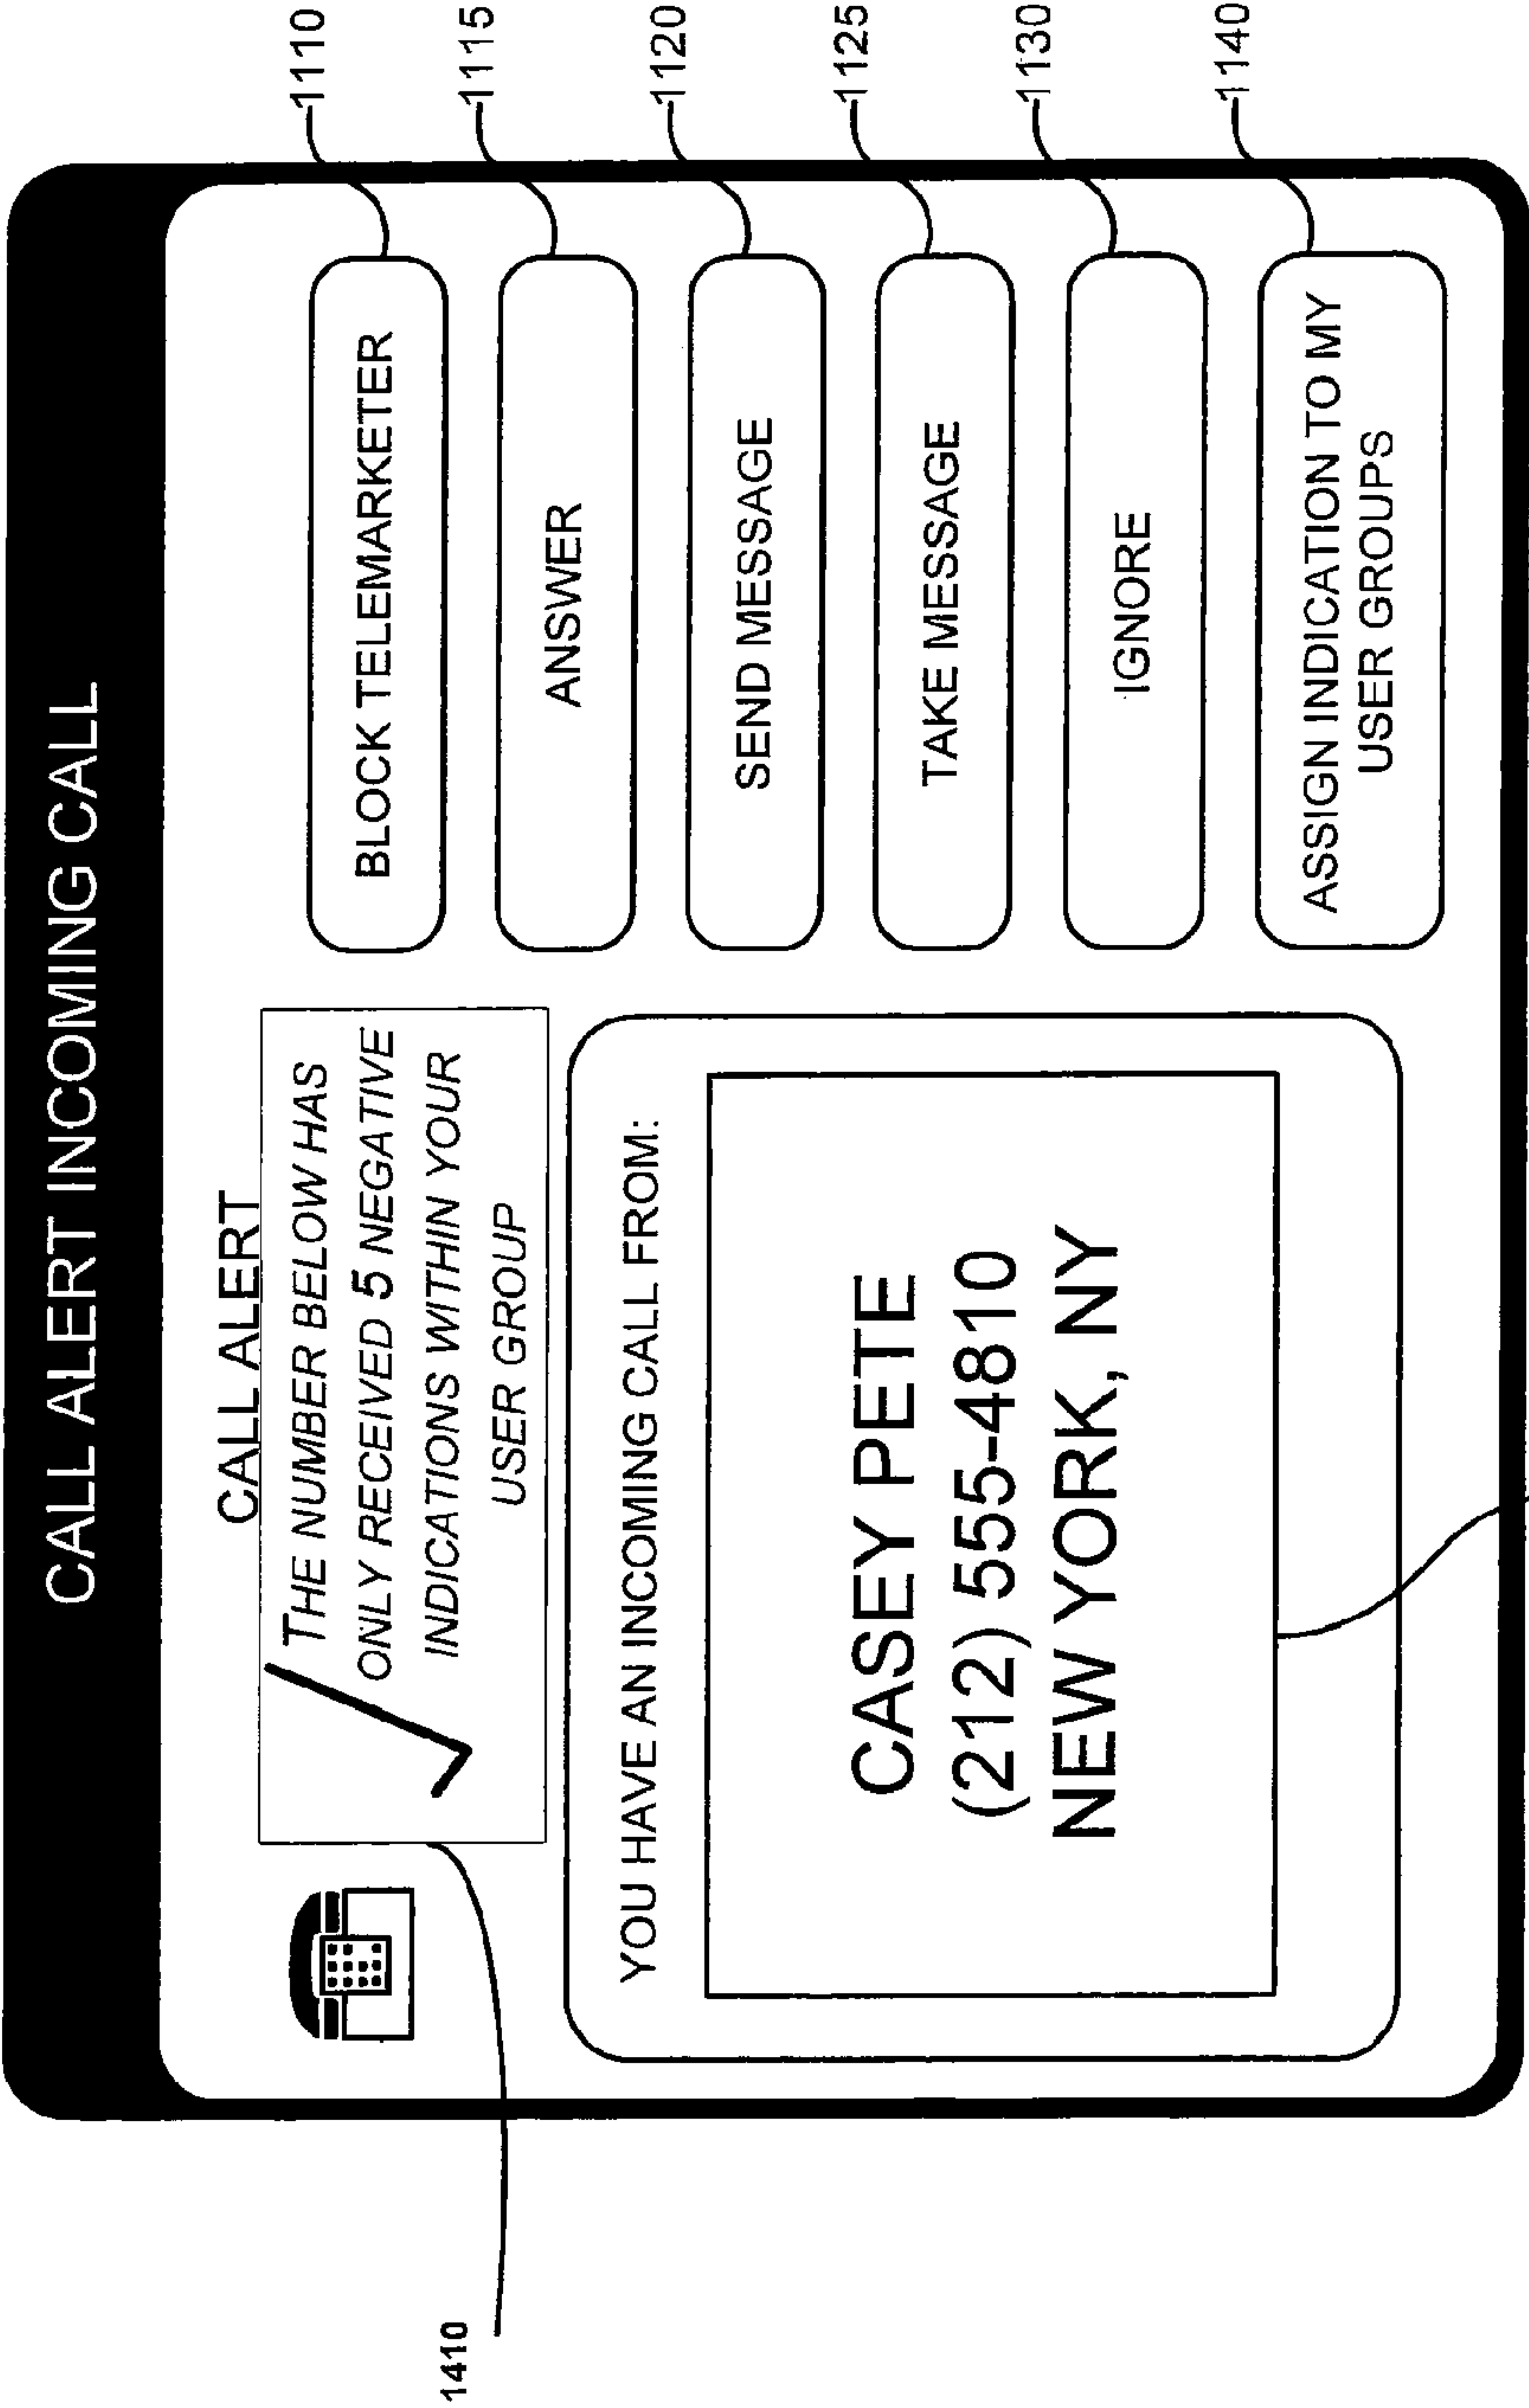 CALL ALERT INCOMING CALL
CALL ALERT
THE NUMBER BELOW HAS
ONLY RECEIVED 5 NEGATIVE
INDICATIONS WITHIN YOUR
USER GROUP
1410
YOU HAVE AN INCOMING CALL FROM:
CASEY PETE
(212) 555-4810
NEW YORK, NY
BLOCK TELEMARKETER
1110
ANSWER
1115
SEND MESSAGE
1120
TAKE MESSAGE
1125
IGNORE
1130
ASSIGN INDICATION TO MY
USER GROUPS
1140